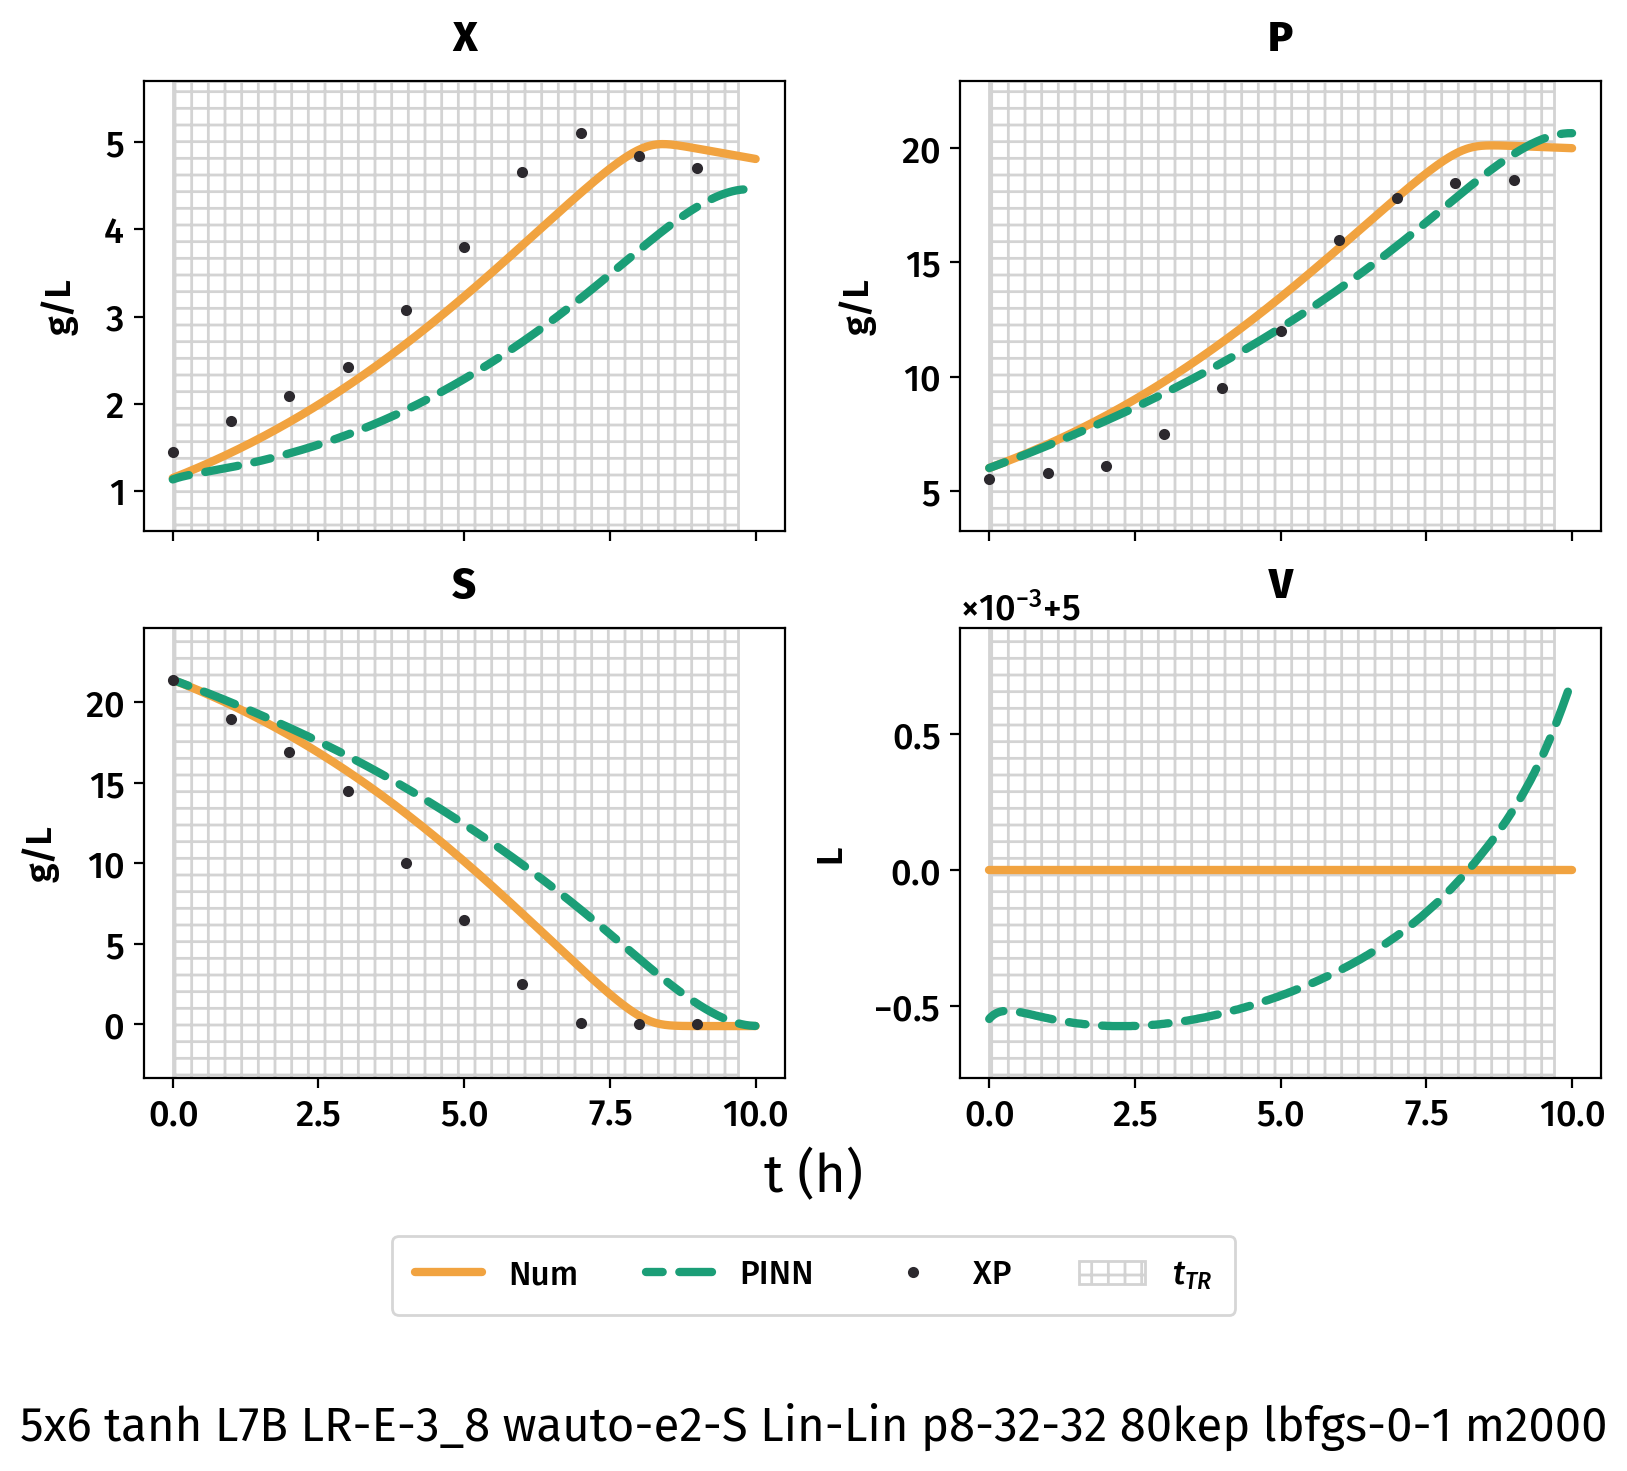 X
P
g/L
5
4
3
2
1
g/L
20
15
10
5
S
V
×10⁻³+5
g/L
20
15
10
5
0
L
0.5
0.0
−0.5
0.0 2.5 5.0 7.5 10.0
0.0 2.5 5.0 7.5 10.0
t (h)
Num PINN XP t_TR
5x6 tanh L7B LR-E-3_8 wauto-e2-S Lin-Lin p8-32-32 80kep lbfgs-0-1 m2000